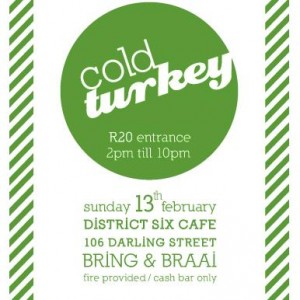 cold
turkey
R20 entrance
2pm till 10pm
sunday 13th february
DISTRICT SIX CAFE
106 DARLING STREET
BRING & BRAAI
fire provided / cash bar only